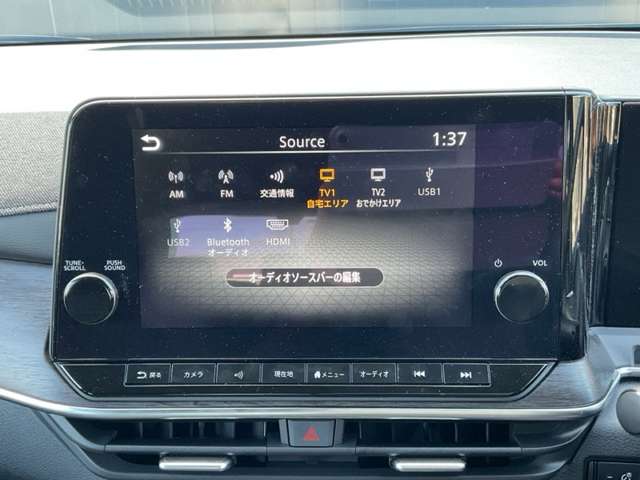 Source
1:37
AM
FM
交通情報
TV1
自宅エリア
TV2
おでかけエリア
USB1
USB2
Bluetooth
オーディオ
HDMI
オーディオソースバーの編集
TUNE・
SCROLL
PUSH
SOUND
VOL
戻る
カメラ
現在地
メニュー
オーディオ